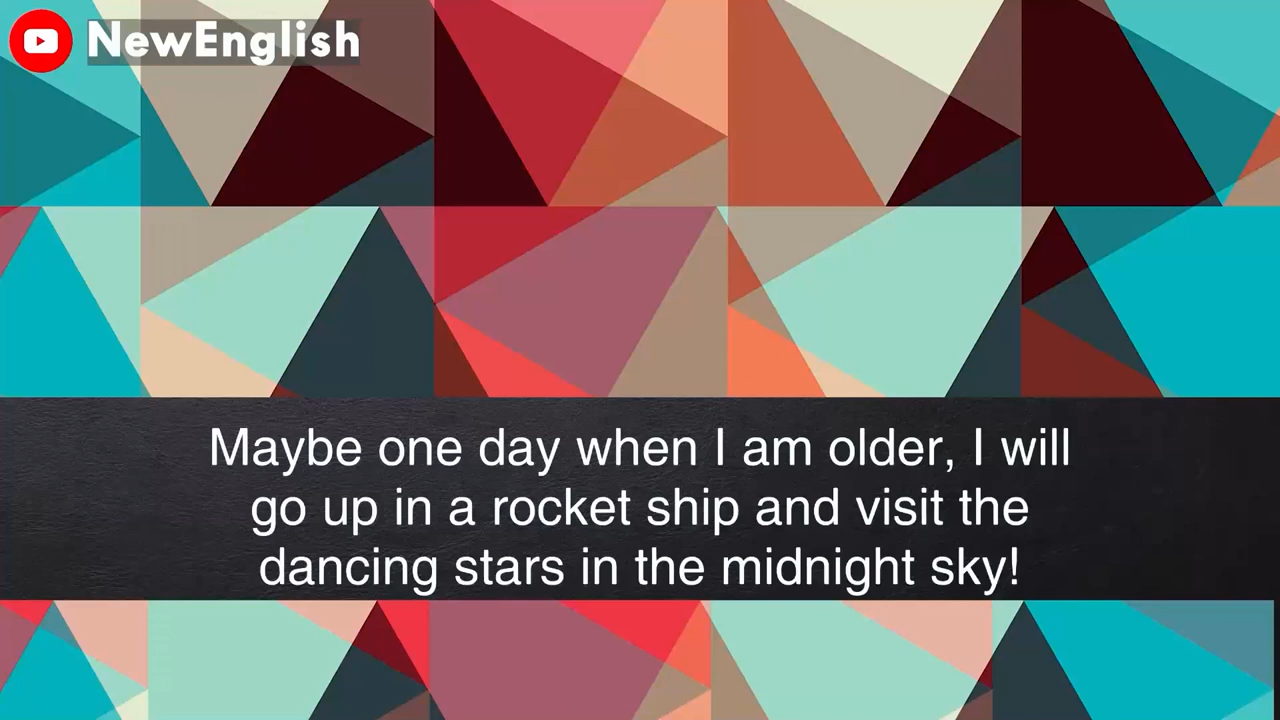 NewEnglish
Maybe one day when I am older, I will
go up in a rocket ship and visit the
dancing stars in the midnight sky!